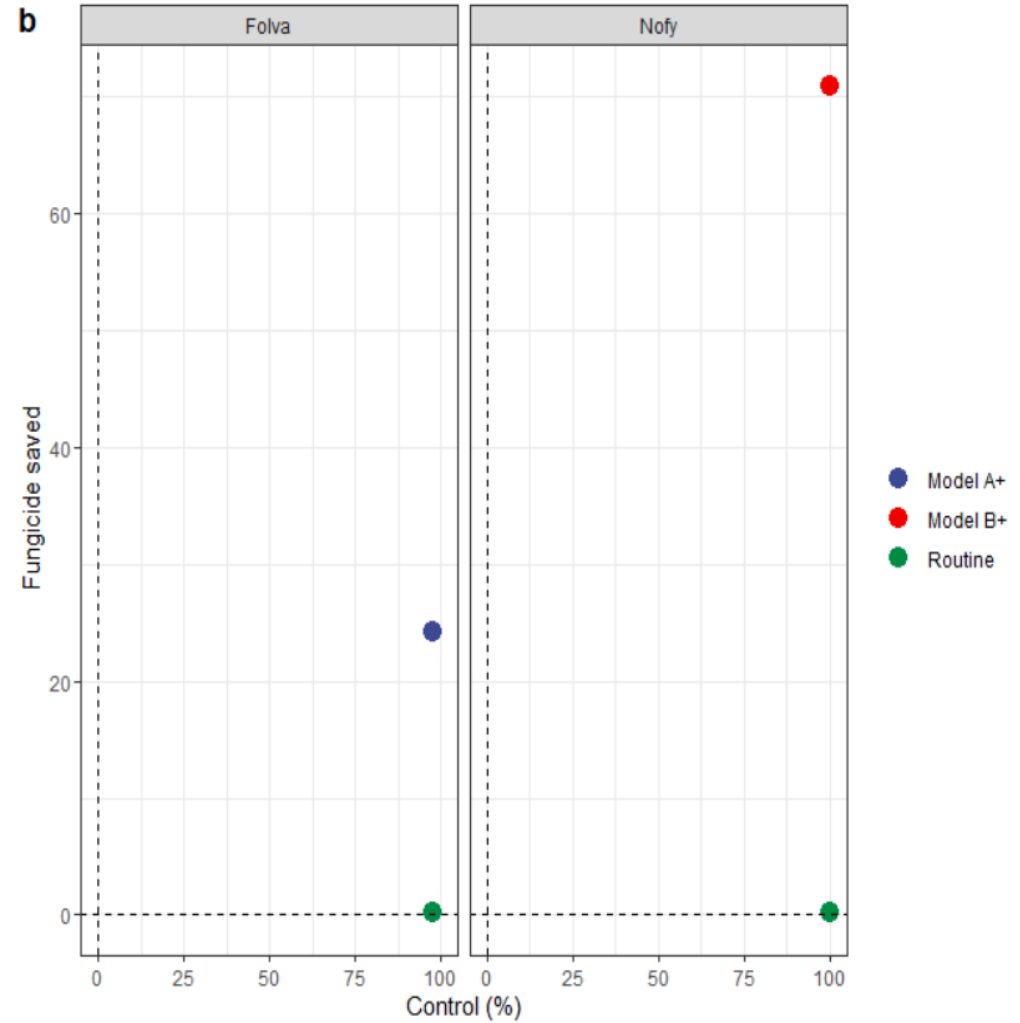 b
Folva
Nofy
60
40
20
0
Fungicide saved
0 25 50 75 100
0 25 50 75 100
Control (%)
Model A+
Model B+
Routine